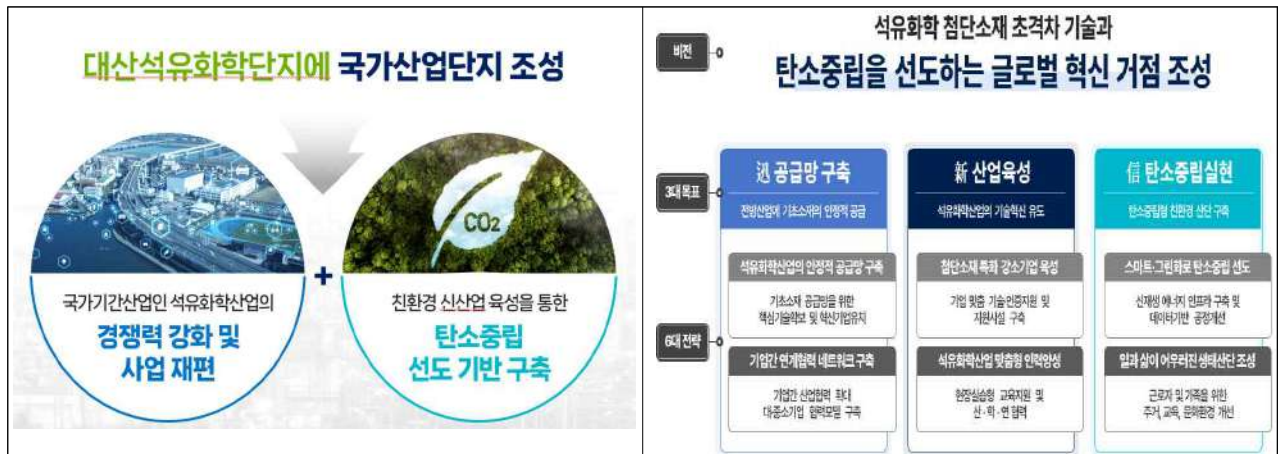 대산석유화학단지에 국가산업단지 조성
CO2
+
국가기간산업인 석유화학산업의
경쟁력 강화 및
사업 재편
친환경 신산업 육성을 통한
탄소중립
선도 기반 구축
비전
석유화학 첨단소재 초격차 기술과
탄소중립을 선도하는 글로벌 혁신 거점 조성
3대 목표
迅 공급망 구축
전방산업에 기초소재의 안정적 공급
新 산업육성
석유화학산업의 기술혁신 유도
信 탄소중립실현
탄소중립형 친환경 산단 구축
6대 전략
석유화학산업의 안정적 공급망 구축
기초소재 공급망을 위한
핵심기술확보 및 혁신기업유치
첨단소재 특화 강소기업 육성
기업 맞춤 기술·인증지원 및
지원시설 구축
스마트·그린화로 탄소중립 선도
신재생 에너지 인프라 구축 및
데이터기반 공정개선
기업간 연계협력 네트워크 구축
기업간 산업협력 확대
대·중소기업 협력모델 구축
석유화학산업 맞춤형 인력양성
현장실습형 교육지원 및
산·학·연 협력
일과 삶이 어우러진 생태산단 조성
근로자 및 가족을 위한
주거, 교육, 문화환경 개선